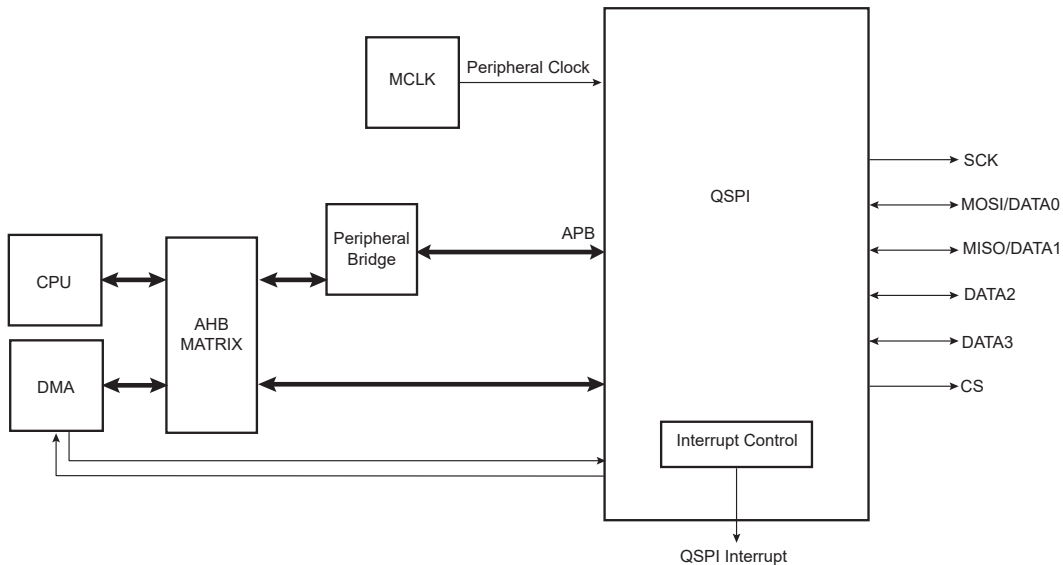 MCLK
Peripheral Clock
QSPI
SCK
MOSI/DATA0
MISO/DATA1
DATA2
DATA3
CS
Peripheral
Bridge
APB
CPU
AHB
MATRIX
DMA
Interrupt Control
QSPI Interrupt